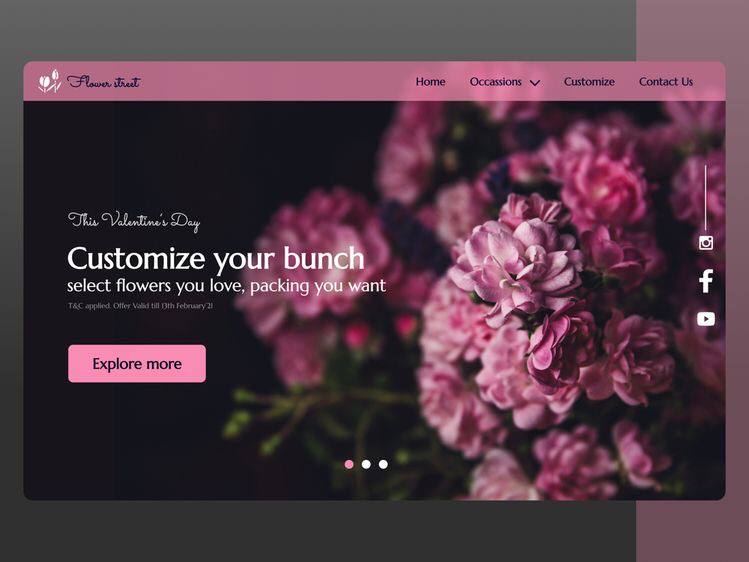 Flower street
Home Occassions Customize Contact Us
This Valentine's Day
Customize your bunch
select flowers you love, packing you want
T&C applied. Offer Valid till 13th February'21
Explore more